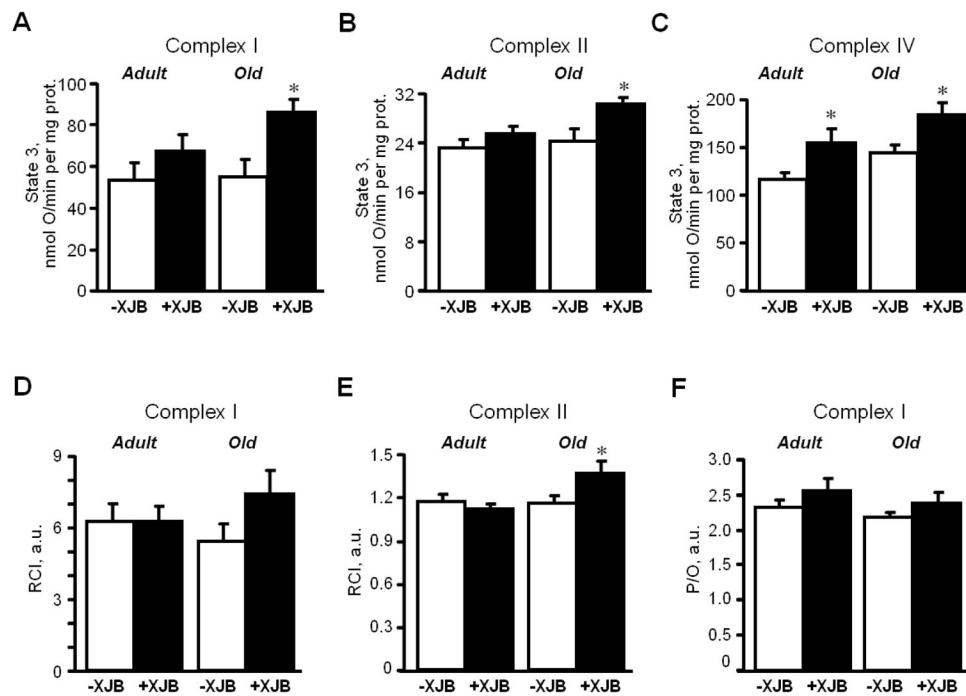 A
Complex I
Adult Old
State 3,
nmol O/min per mg prot.
100
80
60
40
20
0
*
-XJB +XJB -XJB +XJB
B
Complex II
Adult Old
State 3,
nmol O/min per mg prot.
32
24
16
8
0
*
-XJB +XJB -XJB +XJB
C
Complex IV
Adult Old
State 3,
nmol O/min per mg prot.
200
150
100
50
0
*
*
-XJB +XJB -XJB +XJB
D
Complex I
Adult Old
RCI, a.u.
9
6
3
0
-XJB +XJB -XJB +XJB
E
Complex II
Adult Old
RCI, a.u.
1.5
1.2
0.9
0.6
0.3
0
*
-XJB +XJB -XJB +XJB
F
Complex I
Adult Old
P/O, a.u.
3.0
2.5
2.0
1.5
1.0
0.5
0
-XJB +XJB -XJB +XJB